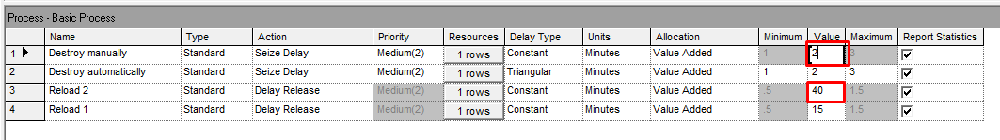 Process - Basic Process
Name Type Action Priority Resources Delay Type Units Allocation Minimum Value Maximum Report Statistics
1 Destroy manually Standard Seize Delay Medium(2) 1 rows Constant Minutes Value Added 1 2 3
2 Destroy automatically Standard Seize Delay Medium(2) 1 rows Triangular Minutes Value Added 1 2 3
3 Reload 2 Standard Delay Release Medium(2) 1 rows Constant Minutes Value Added .5 40 1.5
4 Reload 1 Standard Delay Release Medium(2) 1 rows Constant Minutes Value Added .5 15 1.5